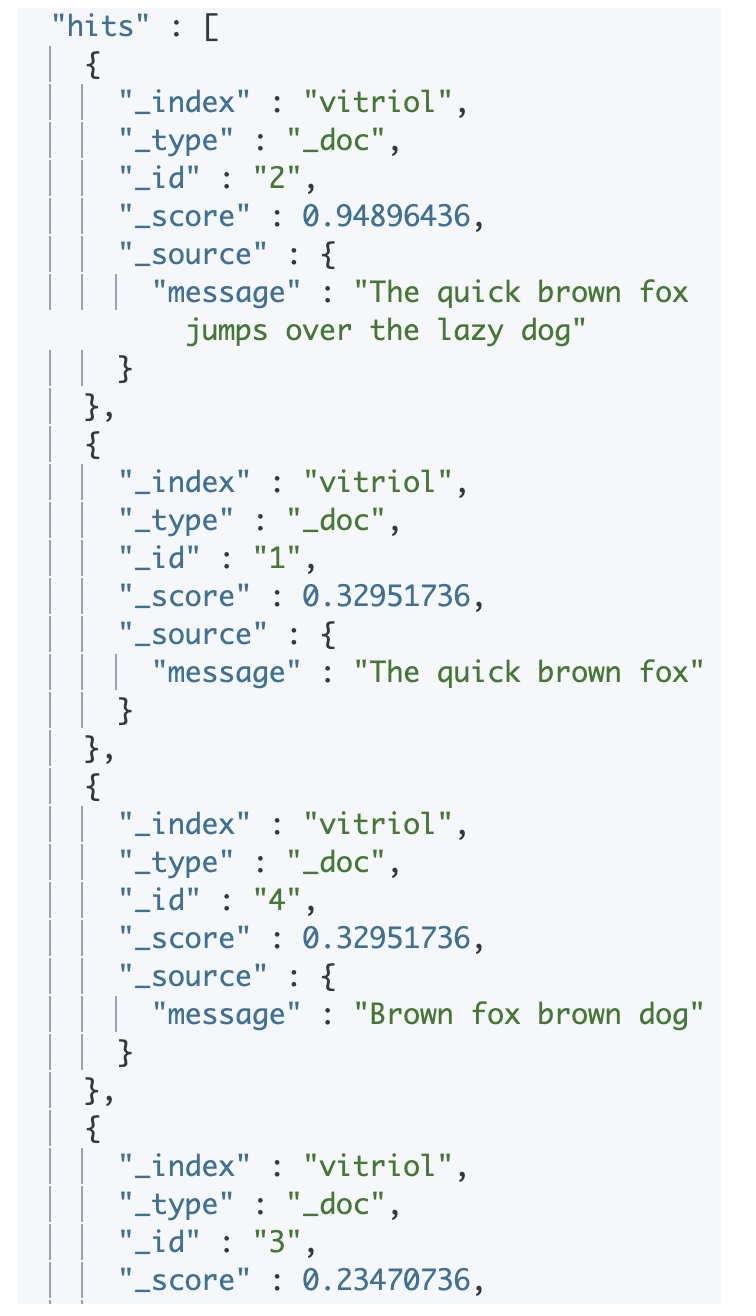 "hits" : [
{
"_index" : "vitriol",
"_type" : "_doc",
"_id" : "2",
"_score" : 0.94896436,
"_source" : {
"message" : "The quick brown fox
jumps over the lazy dog"
}
},
{
"_index" : "vitriol",
"_type" : "_doc",
"_id" : "1",
"_score" : 0.32951736,
"_source" : {
"message" : "The quick brown fox"
}
},
{
"_index" : "vitriol",
"_type" : "_doc",
"_id" : "4",
"_score" : 0.32951736,
"_source" : {
"message" : "Brown fox brown dog"
}
},
{
"_index" : "vitriol",
"_type" : "_doc",
"_id" : "3",
"_score" : 0.23470736,